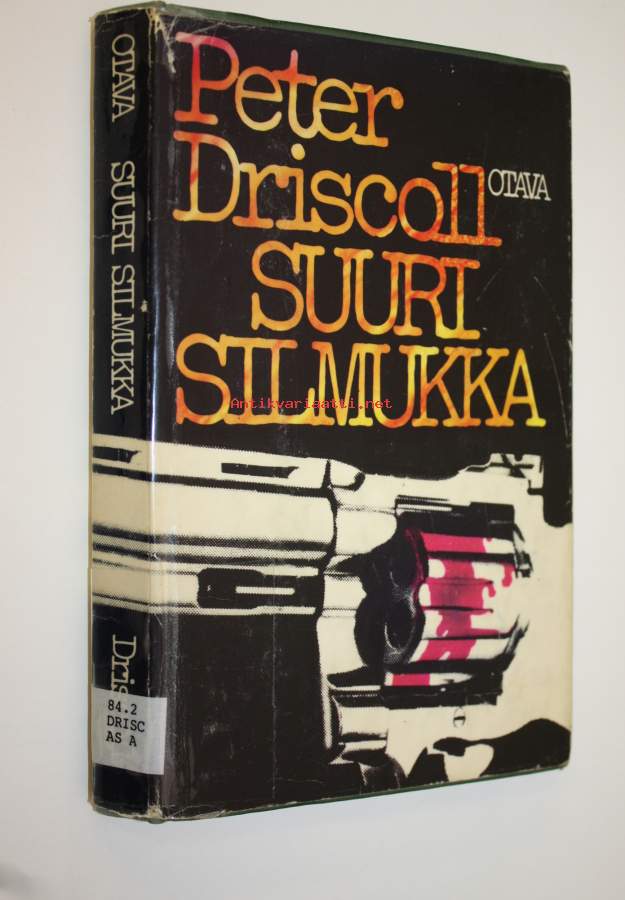 Peter
Driscoll
OTAVA
SUURI
SILMUKKA
Antikvariaatti.net
OTAVA SUURI SILMUKKA Dris
84.2
DRISC
AS A